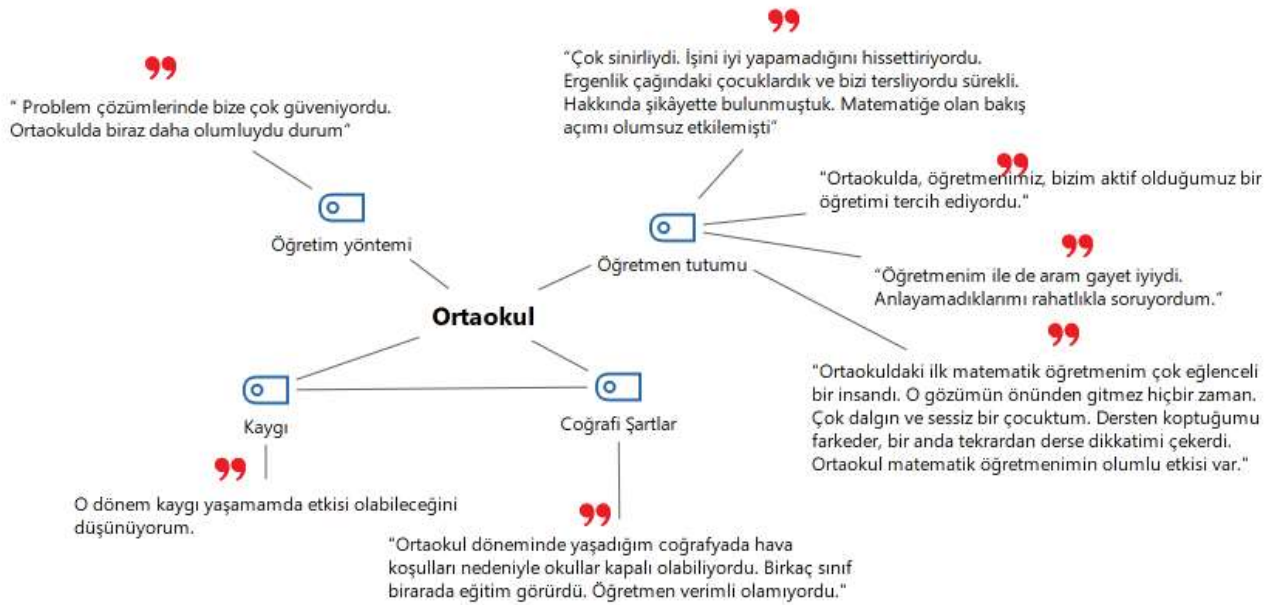 “ Problem çözümlerinde bize çok güveniyordu.
Ortaokulda biraz daha olumluydu durum“
“Çok sinirliydi. İşini iyi yapamadığını hissettiriyordu.
Ergenlik çağındaki çocuklardık ve bizi tersliyordu sürekli.
Hakkında şikâyette bulunmuştuk. Matematiğe olan bakış
açımı olumsuz etkilemişti“
"Ortaokulda, öğretmenimiz, bizim aktif olduğumuz bir
öğretimi tercih ediyordu."
Öğretim yöntemi
Öğretmen tutumu
“Öğretmenim ile de aram gayet iyiydi.
Anlayamadıklarımı rahatlıkla soruyordum.“
Ortaokul
"Ortaokuldaki ilk matematik öğretmenim çok eğlenceli
bir insandı. O gözümün önünden gitmez hiçbir zaman.
Çok dalgın ve sessiz bir çocuktum. Dersten koptuğumu
farkeder, bir anda tekrardan derse dikkatimi çekerdi.
Ortaokul matematik öğretmenimin olumlu etkisi var."
Kaygı
Coğrafi Şartlar
O dönem kaygı yaşamamda etkisi olabileceğini
düşünüyorum.
"Ortaokul döneminde yaşadığım coğrafyada hava
koşulları nedeniyle okullar kapalı olabiliyordu. Birkaç sınıf
birarada eğitim görürdü. Öğretmen verimli olamıyordu."